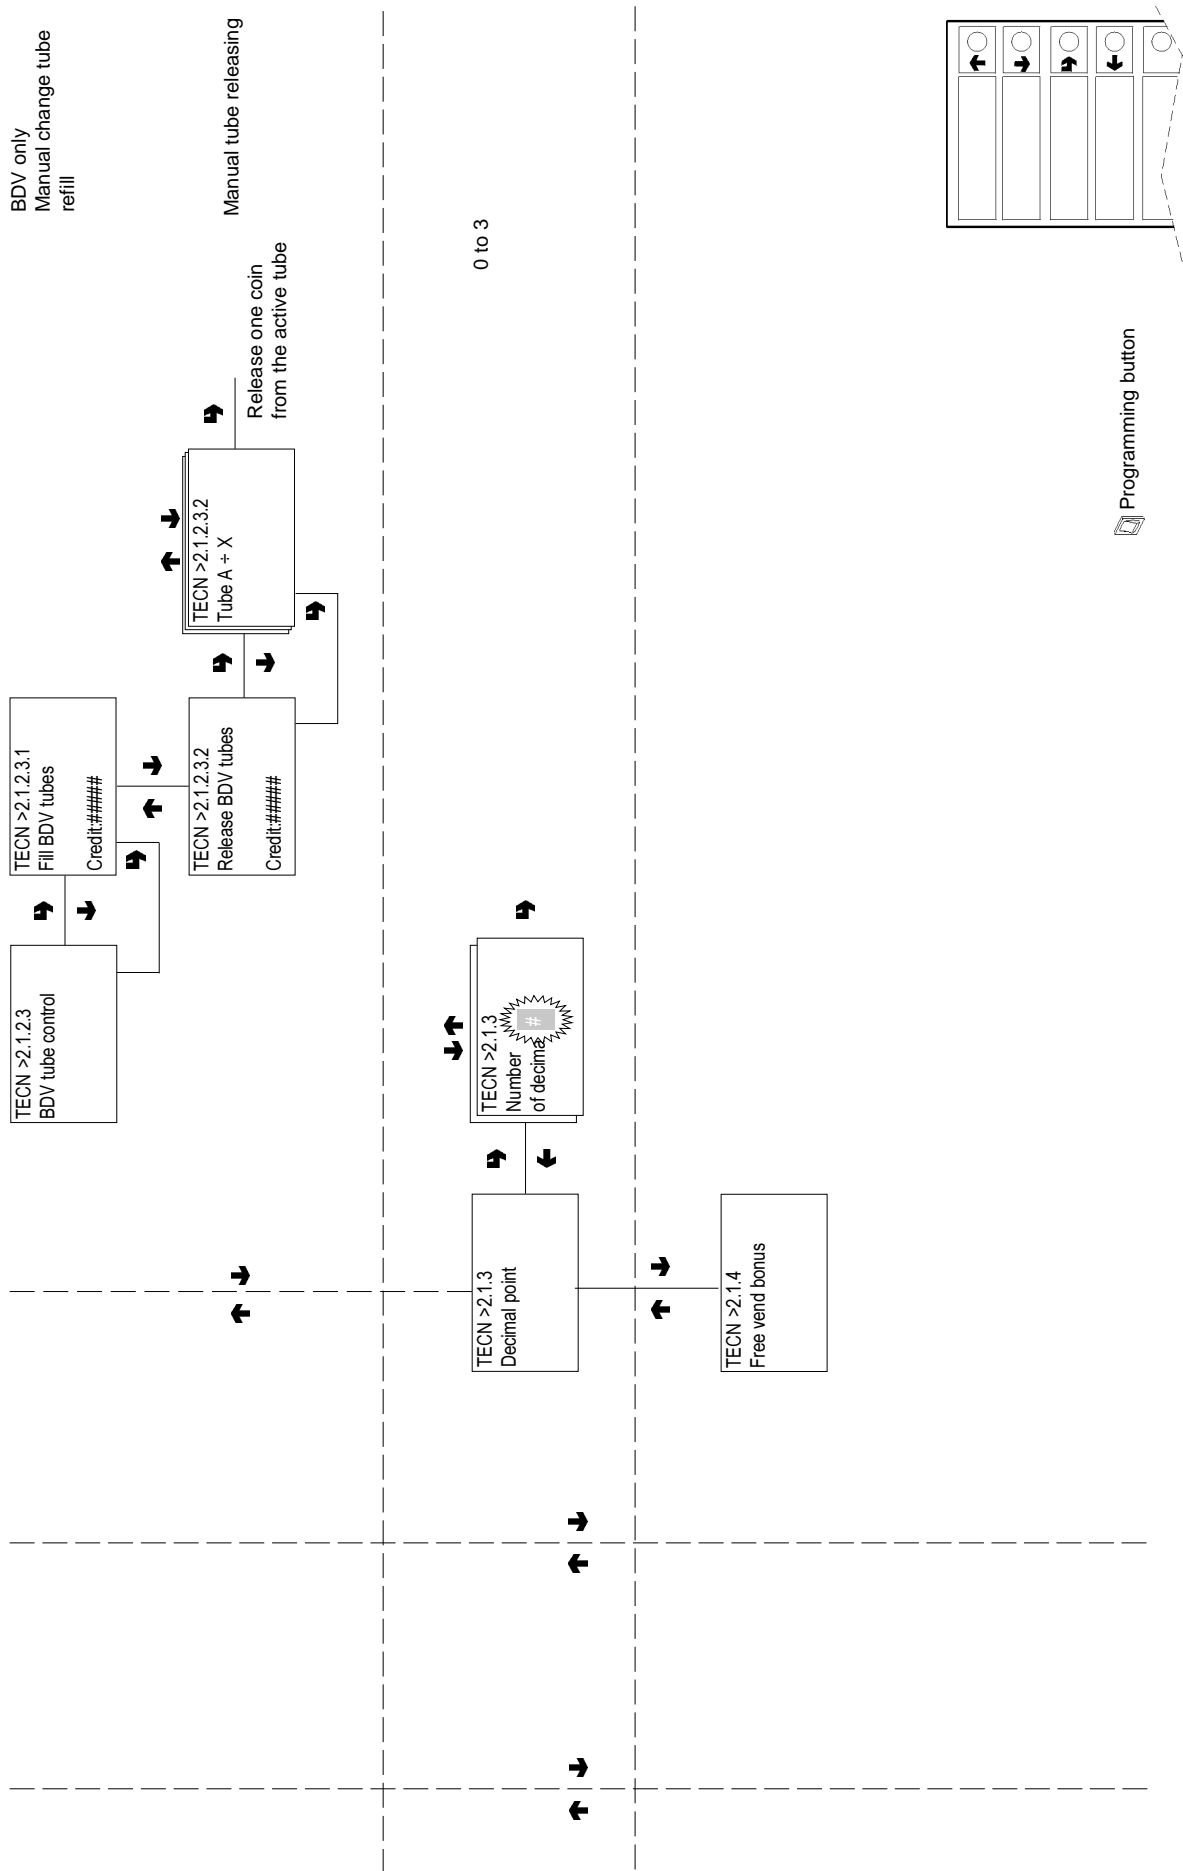 TECN >2.1.2.3
BDV tube control
TECN >2.1.2.3.1
Fill BDV tubes
Credit:#####
BDV only
Manual change tube
refill
TECN >2.1.2.3.2
Release BDV tubes
Credit:#####
TECN >2.1.2.3.2
Tube A ÷ X
Release one coin
from the active tube
Manual tube releasing
TECN >2.1.3
Decimal point
TECN >2.1.3
Number
of decima
#
0 to 3
TECN >2.1.4
Free vend bonus
Programming button